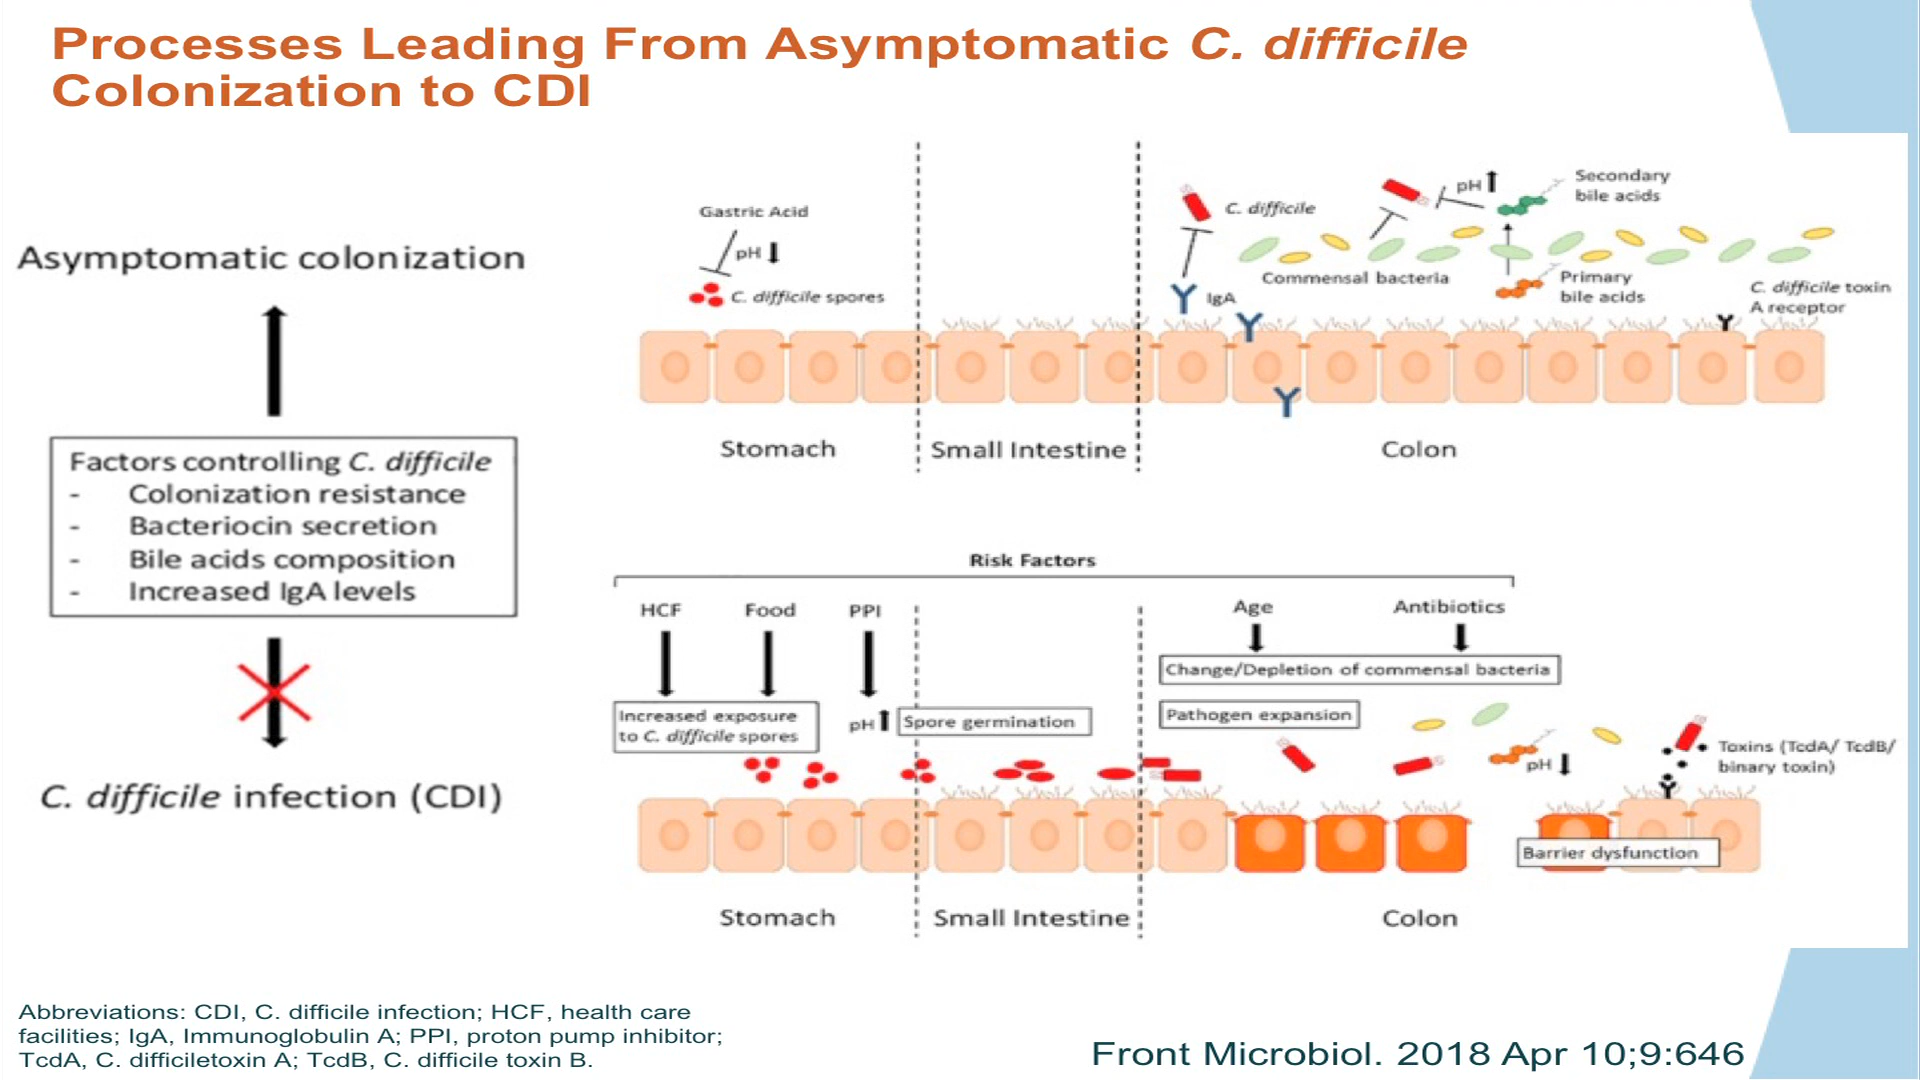 Processes Leading From Asymptomatic C. difficile
Colonization to CDI
Asymptomatic colonization
Factors controlling C. difficile
- Colonization resistance
- Bacteriocin secretion
- Bile acids composition
- Increased IgA levels
C. difficile infection (CDI)
Gastric Acid
pH
C. difficile spores
C. difficile
IgA
Commensal bacteria
pH
Secondary
bile acids
Primary
bile acids
C. difficile toxin
A receptor
Stomach
Small Intestine
Colon
Risk Factors
HCF
Food
PPI
Age
Antibiotics
Increased exposure
to C. difficile spores
pH
Spore germination
Change/Depletion of commensal bacteria
Pathogen expansion
pH
Toxins (TcdA/ TcdB/
binary toxin)
Barrier dysfunction
Stomach
Small Intestine
Colon
Abbreviations: CDI, C. difficile infection; HCF, health care
facilities; IgA, Immunoglobulin A; PPI, proton pump inhibitor;
TcdA, C. difficiletoxin A; TcdB, C. difficile toxin B.
Front Microbiol. 2018 Apr 10;9:646